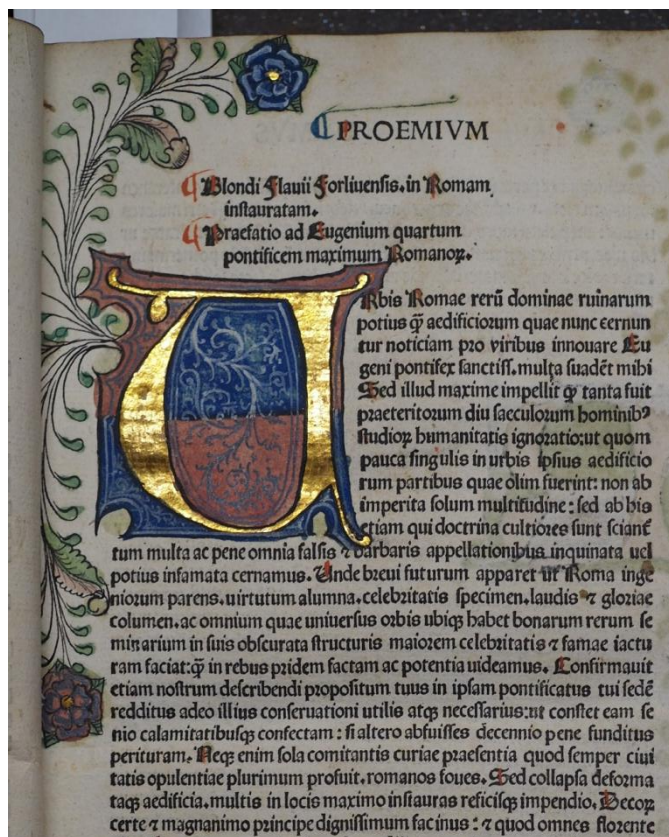 PROEMIVM
Blondi Flauii Forliuensis. in Romam
instauratam.
Praefatio ad Eugenium quartum
pontificem maximum Romanoꝝ.
URbis Romae rerū dominae ruinarum
potius q̄ aedificiorum quae nunc cernun
tur noticiam pro viribus innouare Eu
geni pontifex sanctiss. multa suadēt mihi
Sed illud maxime impellit q̄ tanta fuit
praeteritorum diu saeculorum hominibꝰ
studioꝝ humanitatis ignoratio: ut quom
pauca singulis in urbis ipsius aedificio
rum partibus quae olim fuerint: non ab
imperita solum multitudine: sed ab his
etiam qui doctrina cultiores sunt sciant̄
tum multa ac pene omnia falsis ⁊ barbaris appellationibus inquinata uel
potius infamata cernamus. Unde breui futurum apparet ut Roma inge
niorum parens. uirtutum alumna. celebritatis specimen. laudis ⁊ gloriae
columen. ac omnium quae uniuersus orbis ubiqꝫ habet bonarum rerum se
minarium in suis obscurata structuris maiorem celebritatis ⁊ famae iactu
ram faciat: q̄ in rebus pridem factam ac potentia uideamus. Confirmauit
etiam nostrum describendi propositum tuus in ipsam pontificatus tui sedē
redditus adeo illius conseruationi utilis atqꝫ necessarius: ut constet eam se
nio calamitatibusqꝫ confectam: si altero abfuisses decennio pene funditus
perituram. Neqꝫ enim sola comitantis curiae praesentia quod semper ciui
tatis opulentiae plurimum profuit. romanos foues. Sed collapsa deforma
taqꝫ aedificia. multis in locis maximo instauras reficisqꝫ impendio. Decoꝝ
certe ⁊ magnanimo principe dignissimum facinus: ⁊ quod omnes florente